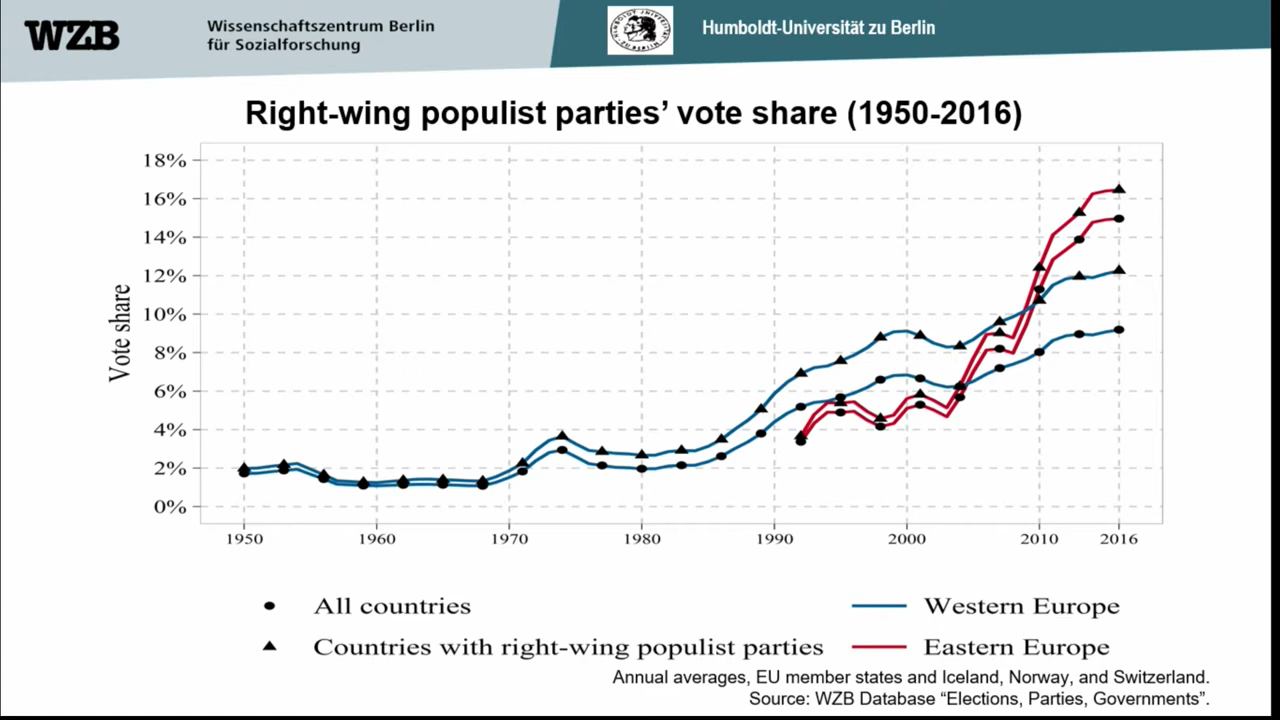 WZB
Wissenschaftszentrum Berlin
für Sozialforschung
Humboldt-Universität zu Berlin
Right-wing populist parties’ vote share (1950-2016)
Vote share
18%
16%
14%
12%
10%
8%
6%
4%
2%
0%
1950 1960 1970 1980 1990 2000 2010 2016
All countries
Western Europe
Countries with right-wing populist parties
Eastern Europe
Annual averages, EU member states and Iceland, Norway, and Switzerland.
Source: WZB Database “Elections, Parties, Governments”.